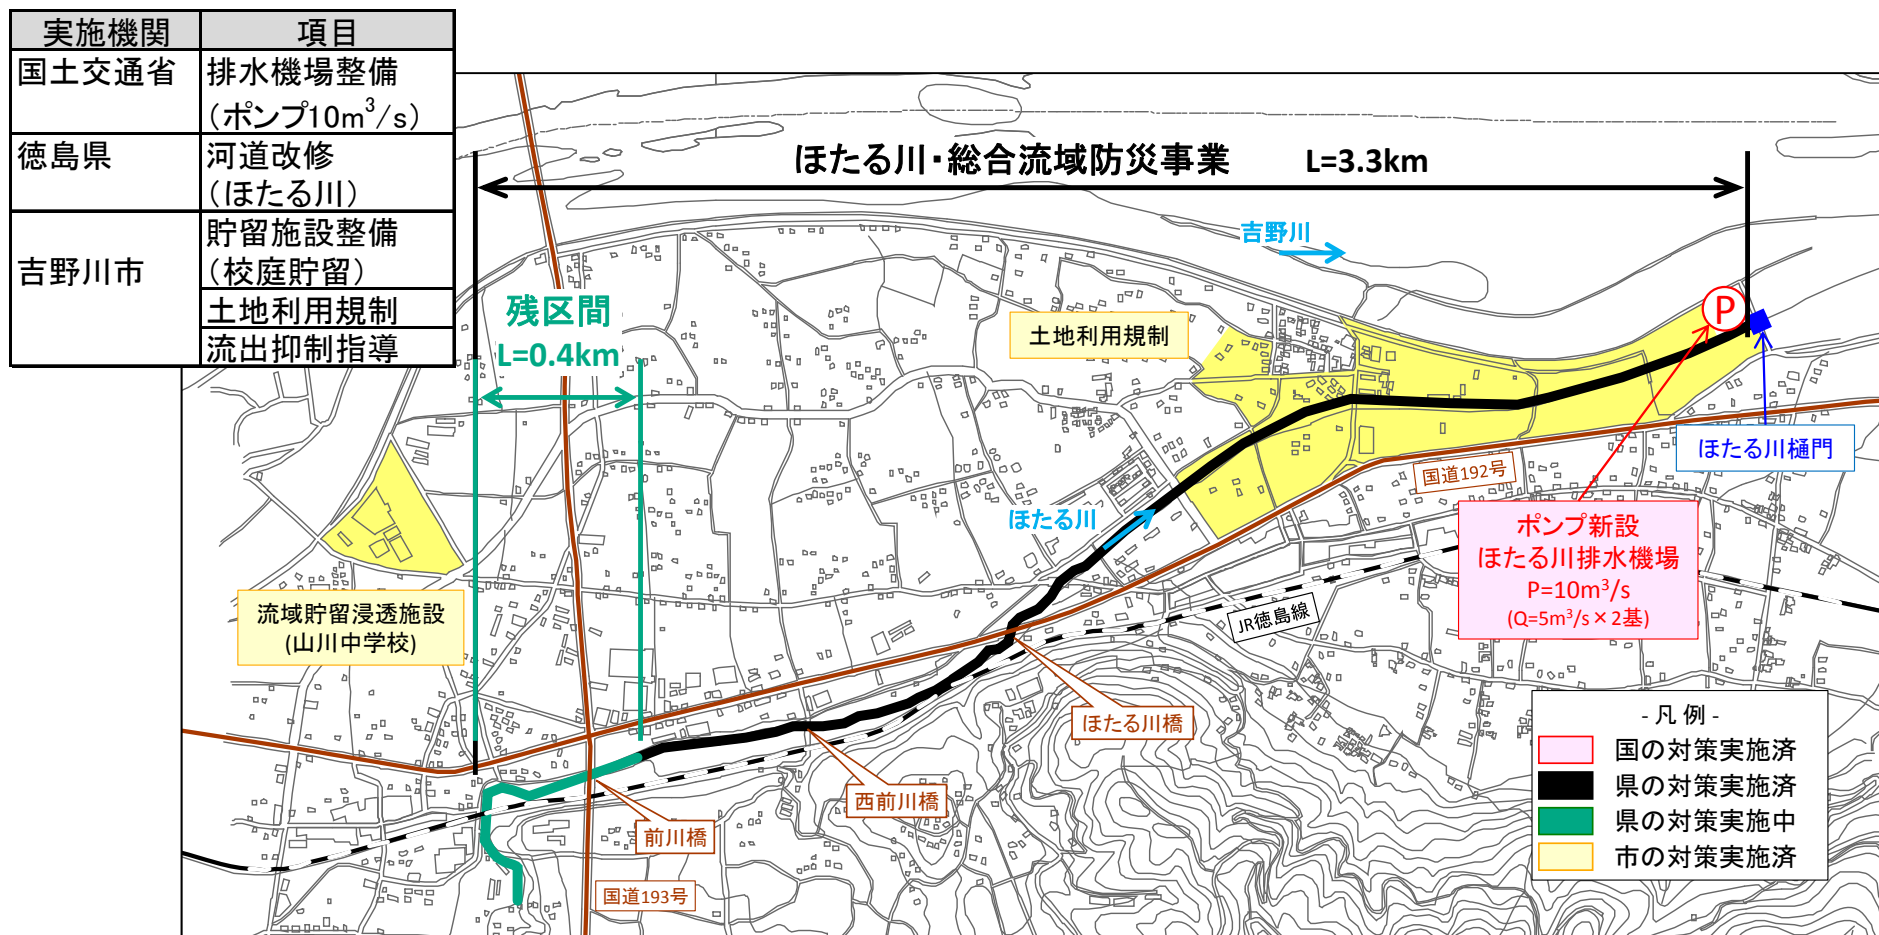 実施機関 項目
国土交通省 排水機場整備
（ポンプ10m³/s）
徳島県 河道改修
（ほたる川）
吉野川市 貯留施設整備
（校庭貯留）
土地利用規制
流出抑制指導
ほたる川・総合流域防災事業 L=3.3km
吉野川
残区間
L=0.4km
土地利用規制
P
ほたる川樋門
国道192号
ほたる川
ポンプ新設
ほたる川排水機場
P=10m³/s
(Q=5m³/s×2基)
流域貯留浸透施設
(山川中学校)
JR徳島線
ほたる川橋
西前川橋
前川橋
国道193号
- 凡 例 -
国の対策実施済
県の対策実施済
県の対策実施中
市の対策実施済